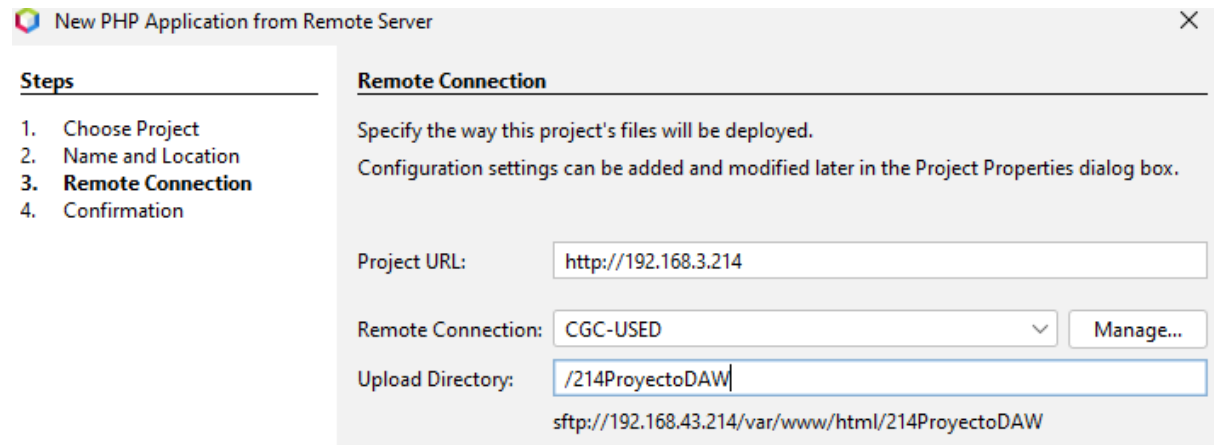 New PHP Application from Remote Server
Steps
1. Choose Project
2. Name and Location
3. Remote Connection
4. Confirmation
Remote Connection
Specify the way this project's files will be deployed.
Configuration settings can be added and modified later in the Project Properties dialog box.
Project URL: http://192.168.3.214
Remote Connection: CGC-USED Manage...
Upload Directory: /214ProyectoDAW
sftp://192.168.43.214/var/www/html/214ProyectoDAW